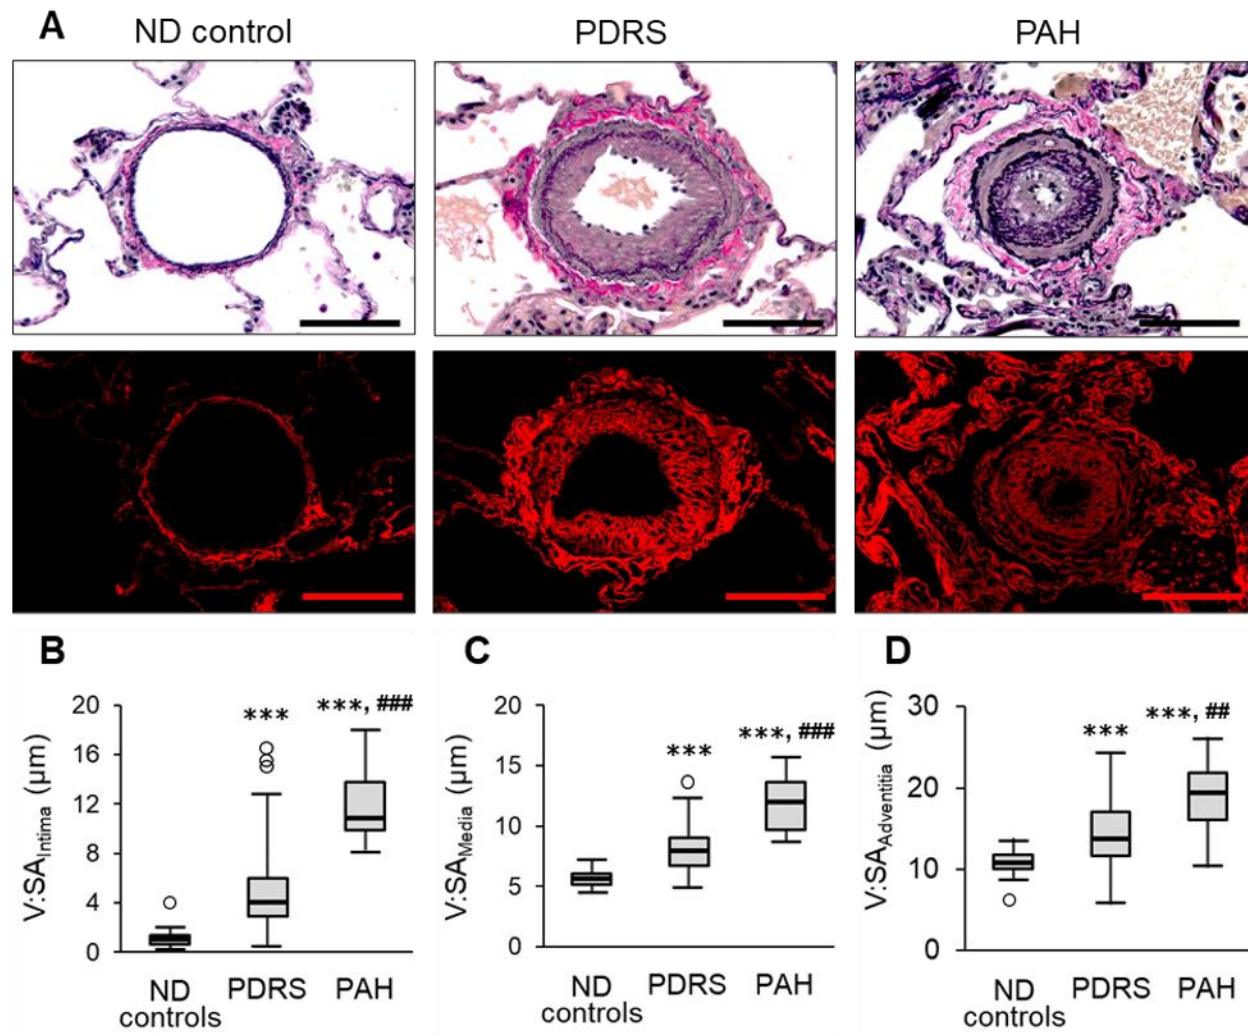 A
ND control
PDRS
PAH
B
V:SAIntima (μm)
20
16
12
8
4
0
***
***, ###
ND controls
PDRS
PAH
C
V:SAMedia (μm)
20
15
10
5
0
***
***, ###
ND controls
PDRS
PAH
D
V:SAAdventitia (μm)
30
20
10
0
***
***, ##
ND controls
PDRS
PAH